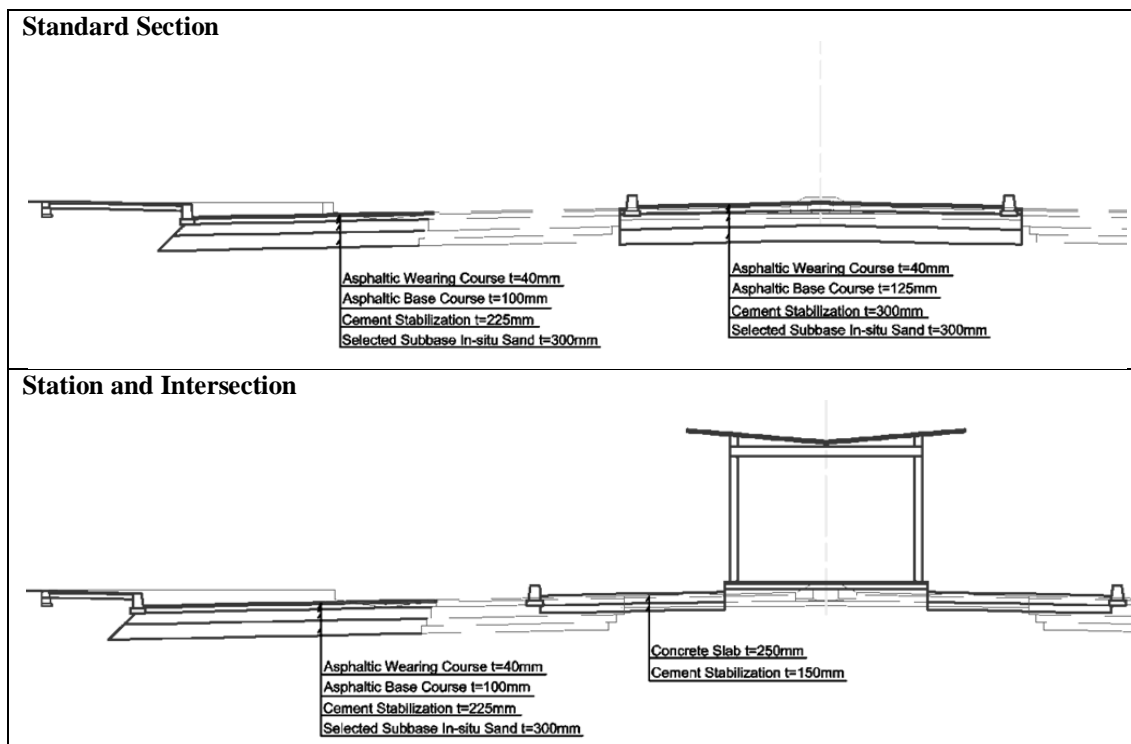 Standard Section
Asphaltic Wearing Course t=40mm
Asphaltic Base Course t=100mm
Cement Stabilization t=225mm
Selected Subbase In-situ Sand t=300mm
Asphaltic Wearing Course t=40mm
Asphaltic Base Course t=125mm
Cement Stabilization t=300mm
Selected Subbase In-situ Sand t=300mm
Station and Intersection
Asphaltic Wearing Course t=40mm
Asphaltic Base Course t=100mm
Cement Stabilization t=225mm
Selected Subbase In-situ Sand t=300mm
Concrete Slab t=250mm
Cement Stabilization t=150mm